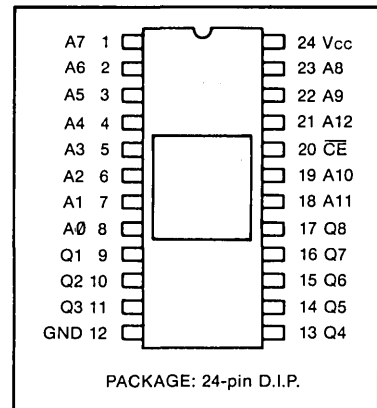 A7 1 24 Vcc
A6 2 23 A8
A5 3 22 A9
A4 4 21 A12
A3 5 20 C̅E̅
A2 6 19 A10
A1 7 18 A11
AØ 8 17 Q8
Q1 9 16 Q7
Q2 10 15 Q6
Q3 11 14 Q5
GND 12 13 Q4
PACKAGE: 24-pin D.I.P.